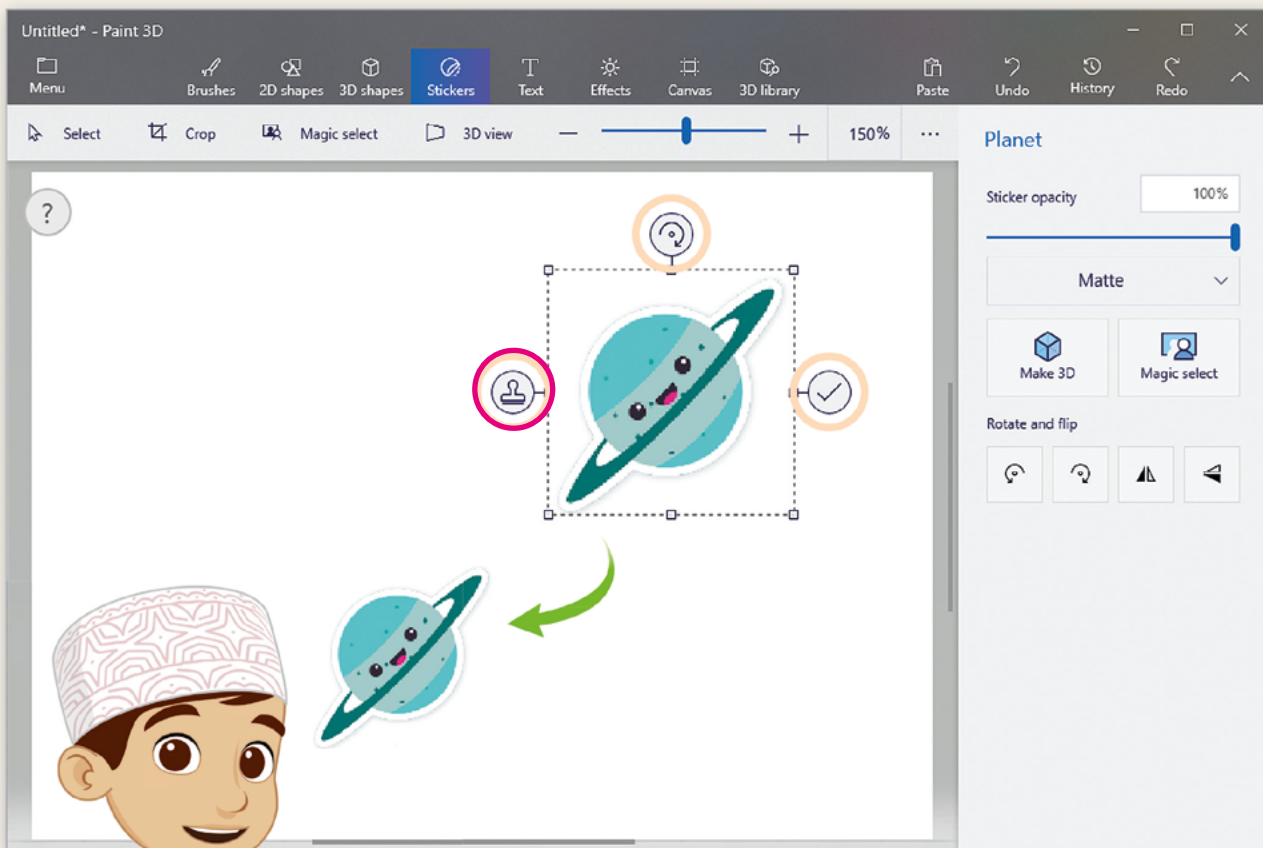 Untitled* - Paint 3D
Menu
Brushes
2D shapes
3D shapes
Stickers
Text
Effects
Canvas
3D library
Paste
Undo
History
Redo
Select
Crop
Magic select
3D view
150%
Planet
Sticker opacity
100%
Matte
Make 3D
Magic select
Rotate and flip
?